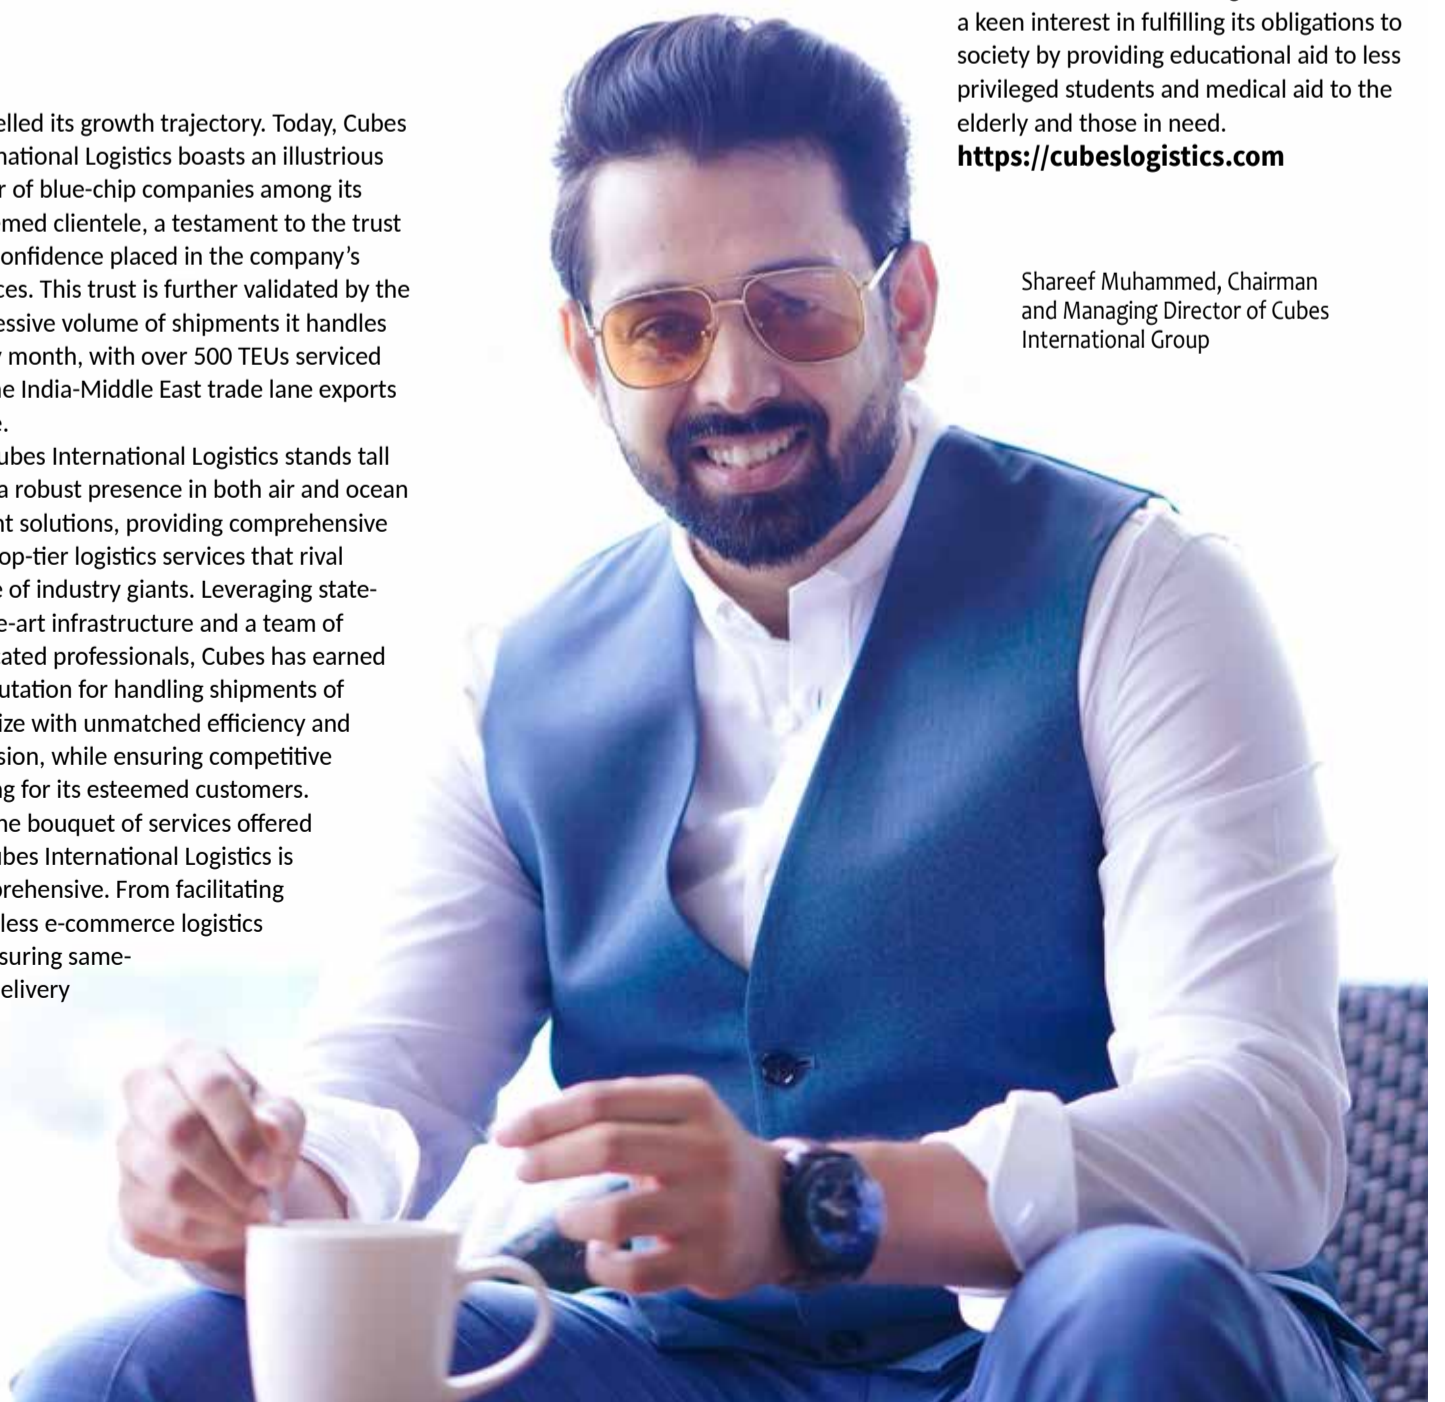 elled its growth trajectory. Today, Cubes
national Logistics boasts an illustrious
r of blue-chip companies among its
med clientele, a testament to the trust
onfidence placed in the company’s
ces. This trust is further validated by the
essive volume of shipments it handles
y month, with over 500 TEUs serviced
ne India-Middle East trade lane exports
e.
ubes International Logistics stands tall
a robust presence in both air and ocean
ht solutions, providing comprehensive
op-tier logistics services that rival
e of industry giants. Leveraging state-
e-art infrastructure and a team of
cated professionals, Cubes has earned
utation for handling shipments of
ize with unmatched efficiency and
sion, while ensuring competitive
ng for its esteemed customers.
he bouquet of services offered
ubes International Logistics is
prehensive. From facilitating
less e-commerce logistics
suring same-
elivery
a keen interest in fulfilling its obligations to
society by providing educational aid to less
privileged students and medical aid to the
elderly and those in need.
https://cubeslogistics.com
Shareef Muhammed, Chairman
and Managing Director of Cubes
International Group